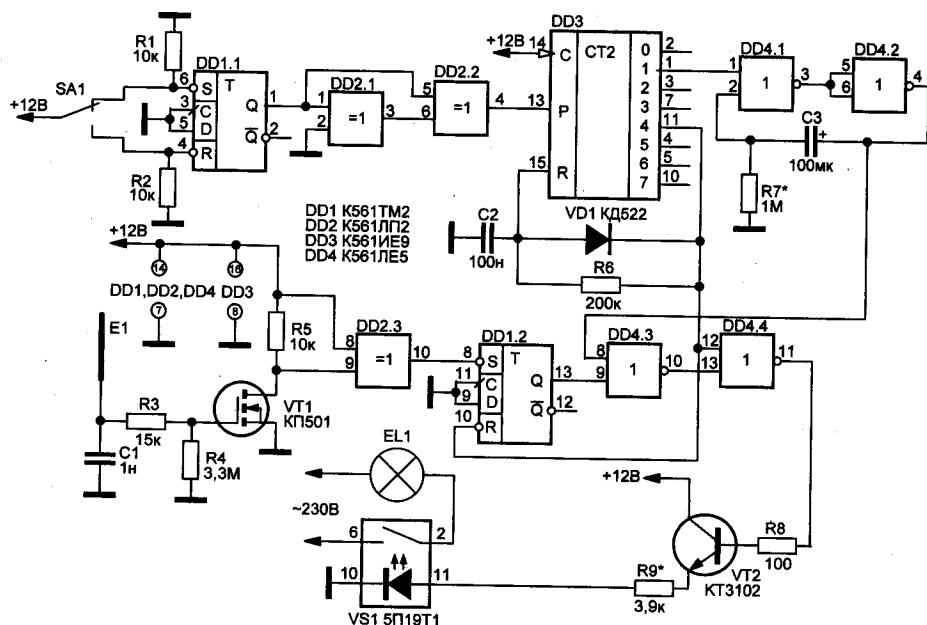 DD3
+12В
14
C
CT2
0
1
2
3
4
5
6
7
P
R
2
1
3
7
11
4
5
10
13
15
R1
10к
SA1
+12В
DD1.1
6
S
T
3
C
5
D
4
R
Q
1
Q
2
R2
10к
DD2.1
1
2
=1
3
DD2.2
5
6
=1
4
DD4.1
1
2
1
3
DD4.2
5
6
1
4
C3
+
100мк
R7*
1М
VD1 КД522
C2
100н
R6
200к
DD1 К561ТМ2
DD2 К561ЛП2
DD3 К561ИЕ9
DD4 К561ЛЕ5
+12В
14
16
DD1,DD2,DD4 DD3
7
8
E1
R5
10к
R3
15к
VT1
КП501
C1
1н
R4
3,3М
DD2.3
8
9
=1
10
DD1.2
8
S
T
11
C
9
D
10
R
Q
13
Q
12
DD4.3
8
9
1
10
DD4.4
12
13
1
11
EL1
~230В
6
2
10
11
VS1 5П19Т1
R9*
3,9к
+12В
VT2
КТ3102
R8
100